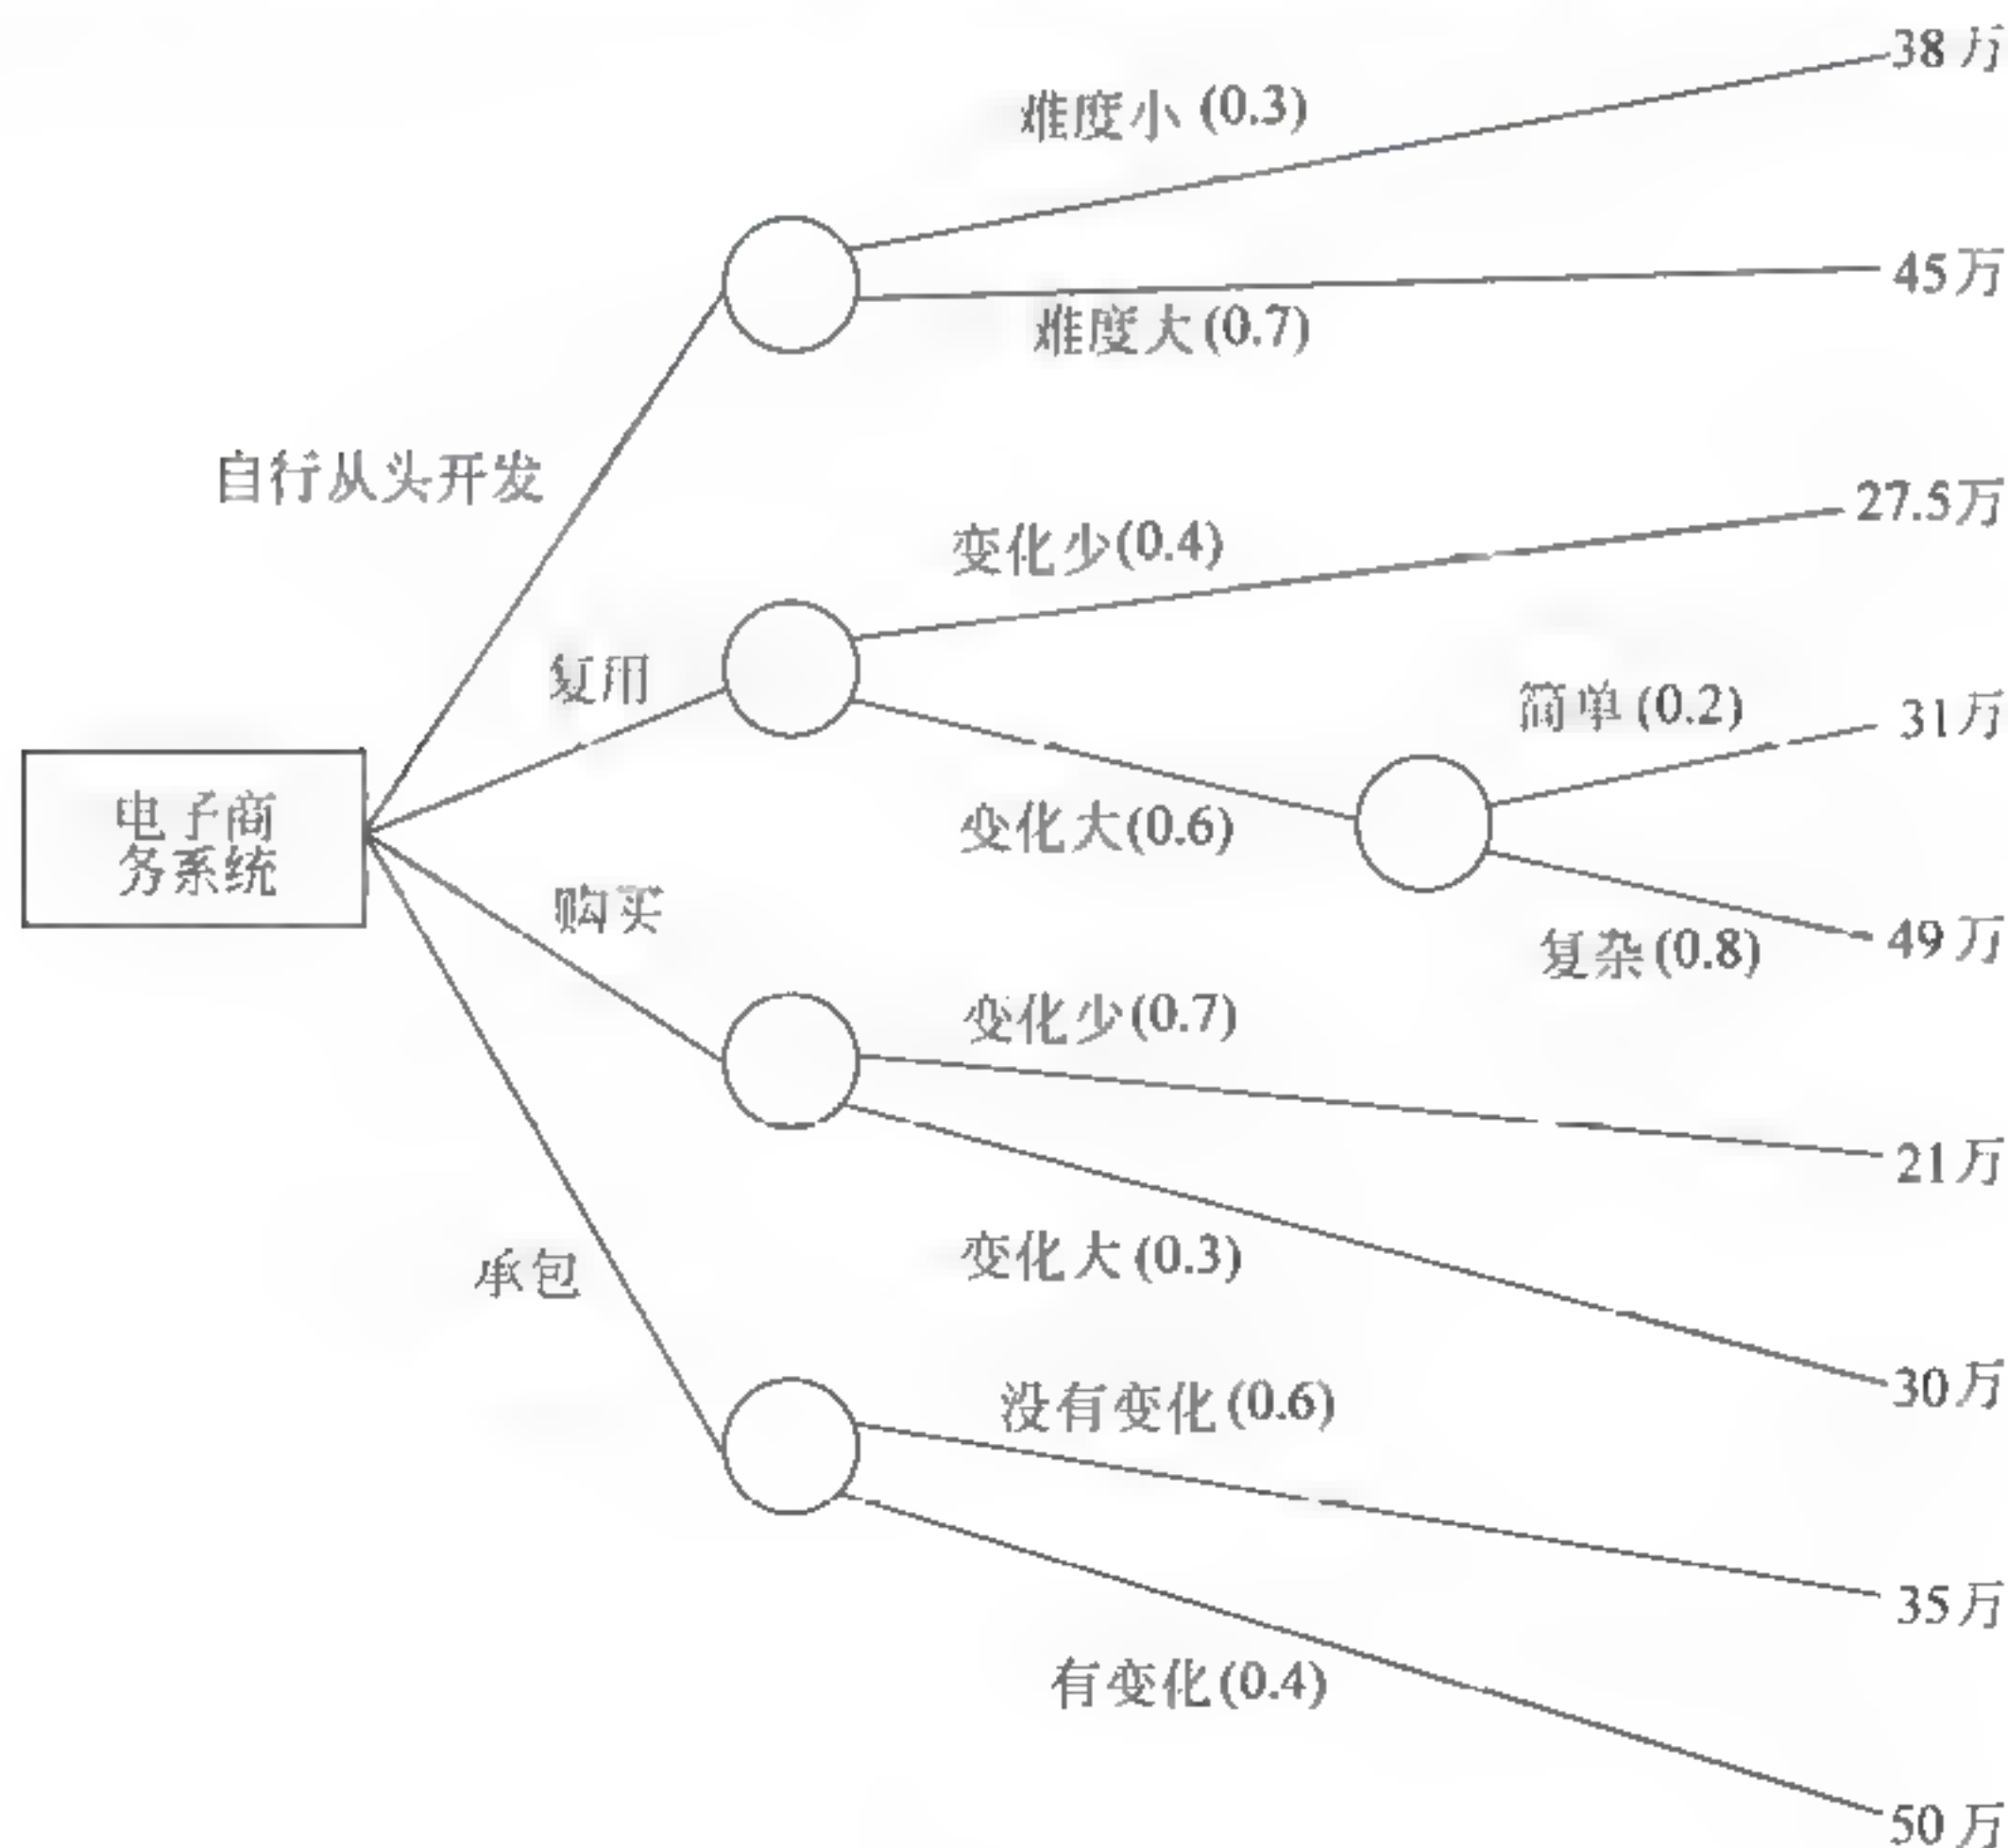 38万
难度小 (0.3)
45万
难度大(0.7)
自行从头开发
27.5万
变化少(0.4)
复用
简单(0.2)
31万
电子商
务系统
变化大(0.6)
购买
复杂(0.8)
49万
变化少(0.7)
21万
承包
变化大(0.3)
30万
没有变化(0.6)
35万
有变化(0.4)
50万